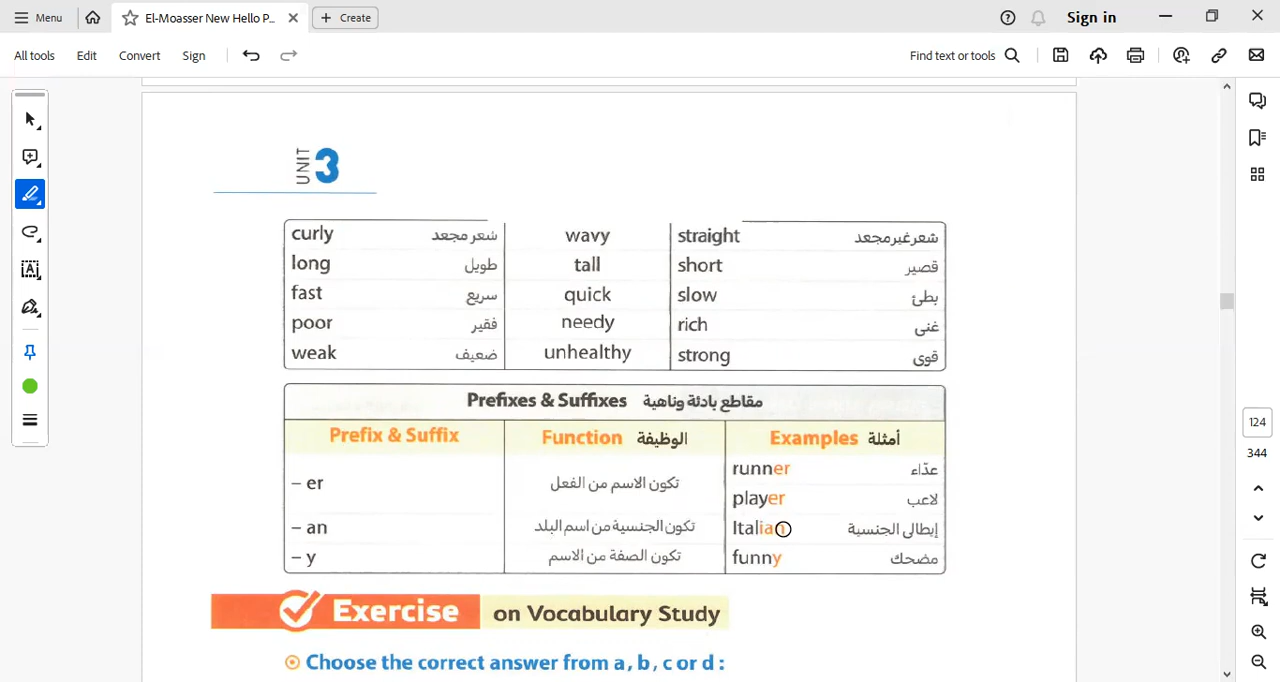 Menu
El-Moasser New Hello P...
Create
Sign in
All tools Edit Convert Sign
Find text or tools
UNIT 3
curly شعر مجعد wavy straight شعر غير مجعد
long طويل tall short قصير
fast سريع quick slow بطئ
poor فقير needy rich غنى
weak ضعيف unhealthy strong قوى
Prefixes & Suffixes مقاطع بادئة وناهية
Prefix & Suffix Function الوظيفة Examples أمثلة
– er تكون الاسم من الفعل runner عدّاء
player لاعب
– an تكون الجنسية من اسم البلد Italian إيطالى الجنسية
– y تكون الصفة من الاسم funny مضحك
Exercise on Vocabulary Study
Choose the correct answer from a, b, c or d :
124
344